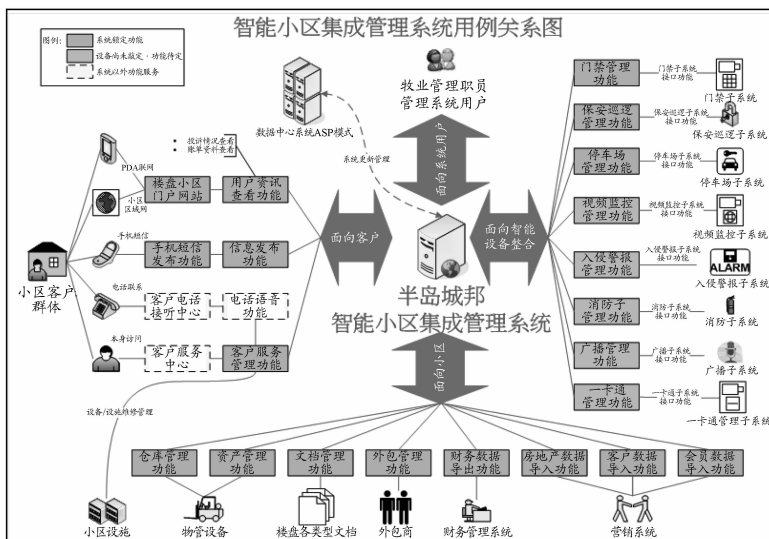 智能小区集成管理系统用例关系图
图例:
系统锁定功能
设备尚未敲定·功能待定
系统以外功能服务
数据中心系统ASP模式
牧业管理职员
管理系统用户
系统更新管理
面向系统用户
面向客户
面向智能
设备整合
面向小区
半岛城邦
智能小区集成管理系统
• 投诉情况查看
• 账单资料查看
PDA联网
小区
区域网
楼盘小区
门户网站
用户资讯
查看功能
手机短信
手机短信
发布功能
信息发布
功能
小区客户
群体
电话联系
客户电话
接听中心
电话语音
功能
本身访问
客户服务
中心
客户服务
管理功能
设备/设施维修管理
门禁管理
功能
门禁子系统
接口功能
门禁子系统
保安巡逻
管理功能
保安巡逻子系统
接口功能
保安巡逻子系统
停车场
管理功能
停车场子系统
接口功能
停车场子系统
视频监控
管理功能
视频监控子系统
接口功能
视频监控子系统
入侵警报
管理功能
入侵警报子系统
接口功能
ALARM
入侵警报子系统
消防子
管理功能
消防子系统
接口功能
消防子系统
广播管理
功能
广播子系统
接口功能
广播子系统
一卡通
管理功能
一卡通子系统
接口功能
一卡通管理子系统
仓库管理
功能
资产管理
功能
文档管理
功能
外包管理
功能
财务数据
导出功能
房地产数据
导入功能
客户数据
导入功能
会员数据
导入功能
小区设施
物管设备
楼盘各类型文档
外包商
财务管理系统
营销系统